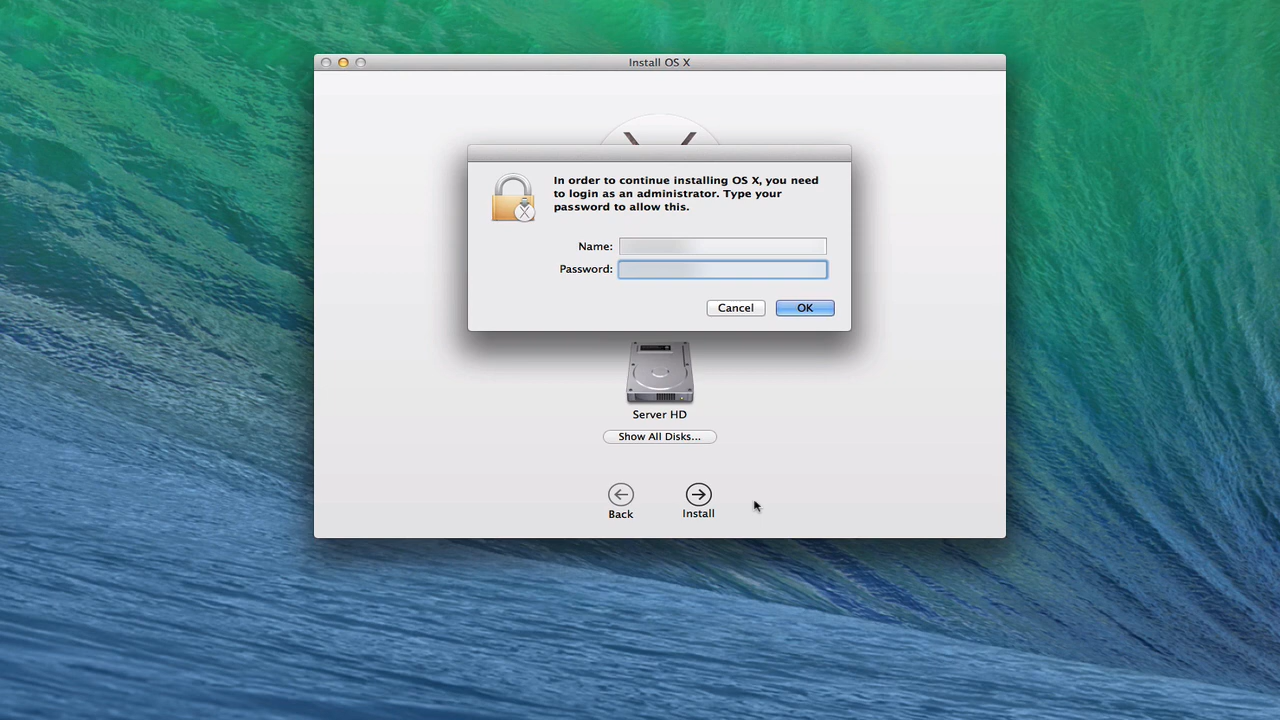 Install OS X
In order to continue installing OS X, you need
to login as an administrator. Type your
password to allow this.
Name:
Password:
Cancel
OK
Server HD
Show All Disks...
Back
Install